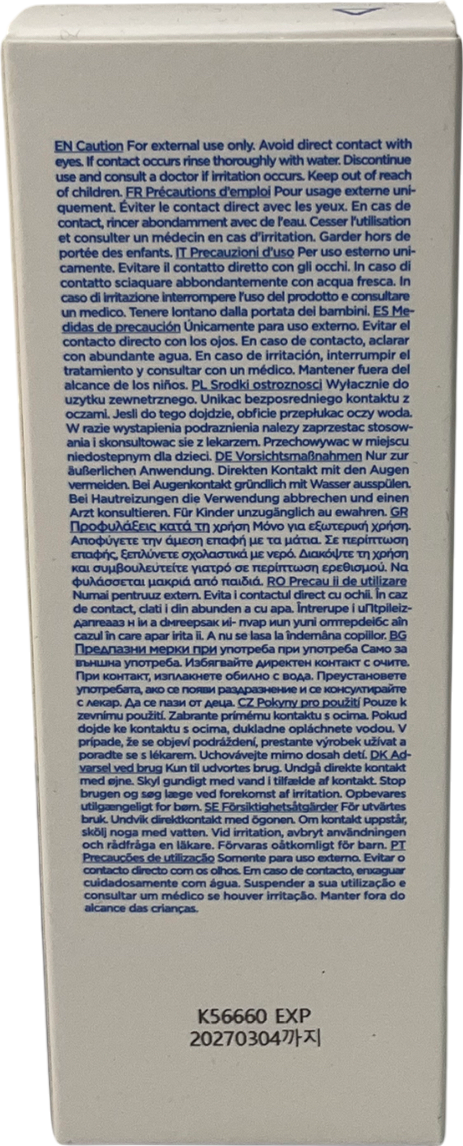 EN Caution For external use only. Avoid direct contact with
eyes. If contact occurs rinse thoroughly with water. Discontinue
use and consult a doctor if irritation occurs. Keep out of reach
of children. FR Précautions d'emploi Pour usage externe uni-
quement. Éviter le contact direct avec les yeux. En cas de
contact, rincer abondamment avec de l'eau. Cesser l'utilisation
et consulter un médecin en cas d'irritation. Garder hors de
portée des enfants. IT Precauzioni d'uso Per uso esterno uni-
camente. Evitare il contatto diretto con gli occhi. In caso di
contatto sciaquare abbondantemente con acqua fresca. In
caso di irritazione interrompere l'uso del prodotto e consultare
un medico. Tenere lontano dalla portata dei bambini. ES Me-
didas de precaución Únicamente para uso externo. Evitar el
contacto directo con los ojos. En caso de contacto, aclarar
con abundante agua. En caso de irritación, interrumpir el
tratamiento y consultar con un médico. Mantener fuera del
alcance de los niños. PL Srodki ostroznosci Wyłacznie do
uzytku zewnetrznego. Unikac bezposredniego kontaktu z
oczami. Jesli do tego dojdzie, obficie przepłukac oczy woda.
W razie wystapienia podraznienia nalezy zaprzestac stosow-
ania i skonsultowac sie z lekarzem. Przechowywac w miejscu
niedostepnym dla dzieci. DE Vorsichtsmaßnahmen Nur zur
äußerlichen Anwendung. Direkten Kontakt mit den Augen
vermeiden. Bei Augenkontakt gründlich mit Wasser ausspülen.
Bei Hautreizungen die Verwendung abbrechen und einen
Arzt konsultieren. Für Kinder unzugänglich au ewahren. GR
Προφυλάξεις κατά τη χρήση Μόνο για εξωτερική χρήση.
Αποφύγετε την άμεση επαφή με τα μάτια. Σε περίπτωση
επαφής, ξεπλύνετε σχολαστικά με νερό. Διακόψτε τη χρήση
και συμβουλευτείτε γιατρό σε περίπτωση ερεθισμού. Να
φυλάσσεται μακριά από παιδιά. RO Precau ii de utilizare
Numai pentruuz extern. Evita i contactul direct cu ochii. În caz
de contact, clati i din abunden a cu apa. Întrerupe i
cazul în care apar irita ii. A nu se lasa la îndemâna copiilor. BG
Предпазни мерки при употреба при употреба Само за
външна употреба. Избягвайте директен контакт с очите.
При контакт, изплакнете обилно с вода. Преустановете
употребата, ако се появи раздразнение и се консултирайте
с лекар. Да се пази от деца. CZ Pokyny pro použití Pouze k
zevnímu použití. Zabrante prímému kontaktu s ocima. Pokud
dojde ke kontaktu s ocima, dukladne opláchnete vodou. V
prípade, že se objeví podráždení, prestante výrobek užívat a
poradte se s lékarem. Uchovávejte mimo dosah detí. DK Ad-
varsel ved brug Kun til udvortes brug. Undgå direkte kontakt
med øjne. Skyl gundigt med vand i tilfælde af kontakt. Stop
brugen og søg læge ved forekomst af irritation. Opbevares
utilgængeligt for børn. SE Försiktighetsåtgärder För utvärtes
bruk. Undvik direktkontakt med ögonen. Om kontakt uppstår,
skölj noga med vatten. Vid irritation, avbryt användningen
och rådfråga en läkare. Förvaras oåtkomligt för barn. PT
Precauções de utilização Somente para uso externo. Evitar o
contacto directo com os olhos. Em caso de contacto, enxaguar
cuidadosamente com água. Suspender a sua utilização e
consultar um médico se houver irritação. Manter fora do
alcance das crianças.
K56660 EXP
20270304까지